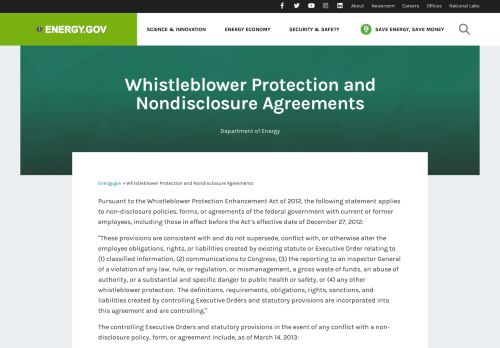 About Newsroom Careers Offices National Labs
ENERGY.GOV
SCIENCE & INNOVATION ENERGY ECONOMY SECURITY & SAFETY SAVE ENERGY, SAVE MONEY
Whistleblower Protection and
Nondisclosure Agreements
Department of Energy
Energy.gov » Whistleblower Protection and Nondisclosure Agreements
Pursuant to the Whistleblower Protection Enhancement Act of 2012, the following statement applies
to non-disclosure policies, forms, or agreements of the federal government with current or former
employees, including those in effect before the Act's effective date of December 27, 2012:
"These provisions are consistent with and do not supersede, conflict with, or otherwise alter the
employee obligations, rights, or liabilities created by existing statute or Executive Order relating to
(1) classified information, (2) communications to Congress, (3) the reporting to an Inspector General
of a violation of any law, rule, or regulation, or mismanagement, a gross waste of funds, an abuse of
authority, or a substantial and specific danger to public health or safety, or (4) any other
whistleblower protection. The definitions, requirements, obligations, rights, sanctions, and
liabilities created by controlling Executive Orders and statutory provisions are incorporated into
this agreement and are controlling."
The controlling Executive Orders and statutory provisions in the event of any conflict with a non-
disclosure policy, form, or agreement include, as of March 14, 2013: